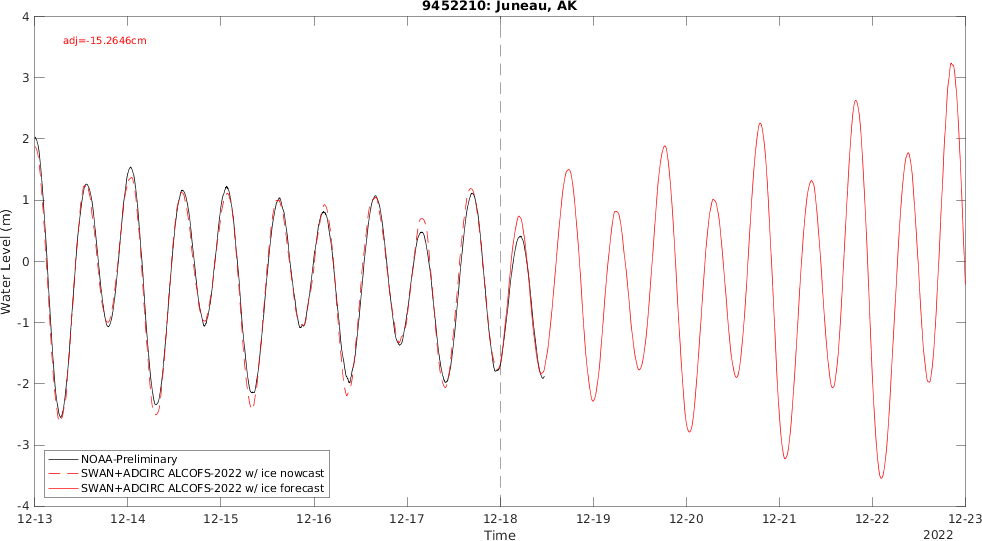 9452210: Juneau, AK
adj=-15.2646cm
4
3
2
1
0
-1
-2
-3
-4
Water Level (m)
NOAA-Preliminary
SWAN+ADCIRC ALCOFS-2022 w/ ice nowcast
SWAN+ADCIRC ALCOFS-2022 w/ ice forecast
12-13 12-14 12-15 12-16 12-17 12-18 12-19 12-20 12-21 12-22 12-23
Time
2022